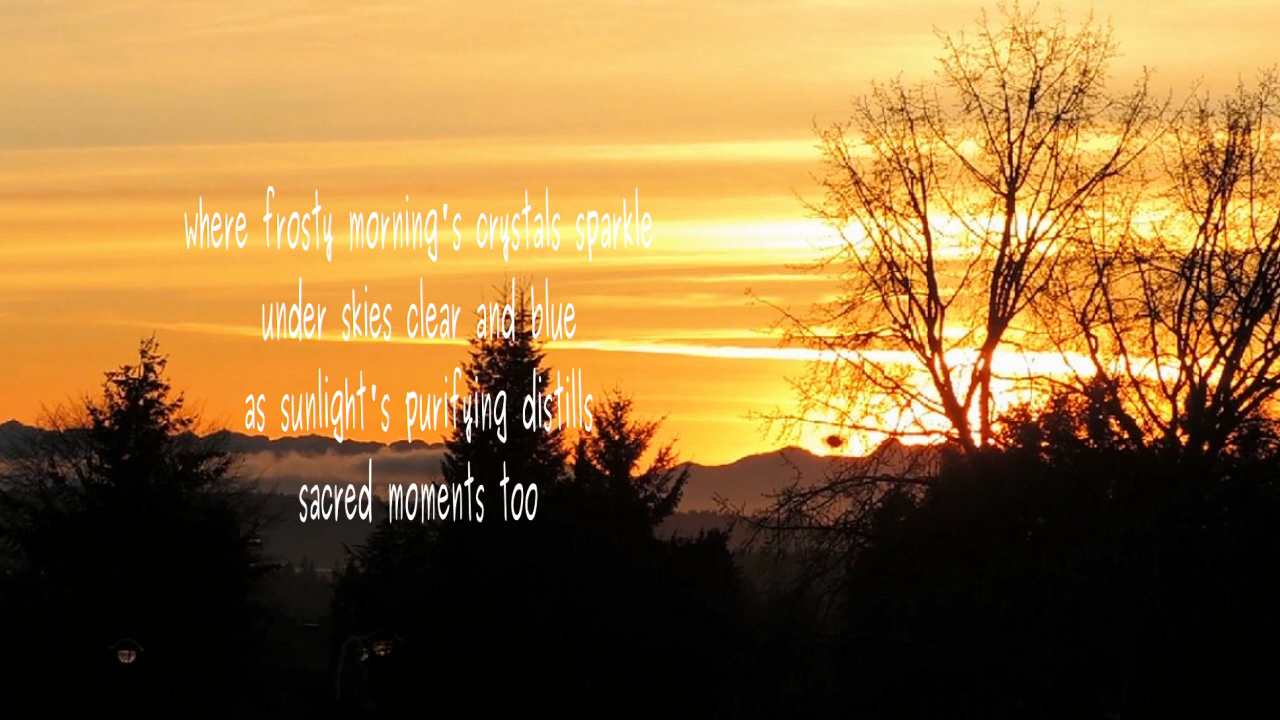 where frosty morning's crystals sparkle
under skies clear and blue
as sunlight's purifying distills
sacred moments too